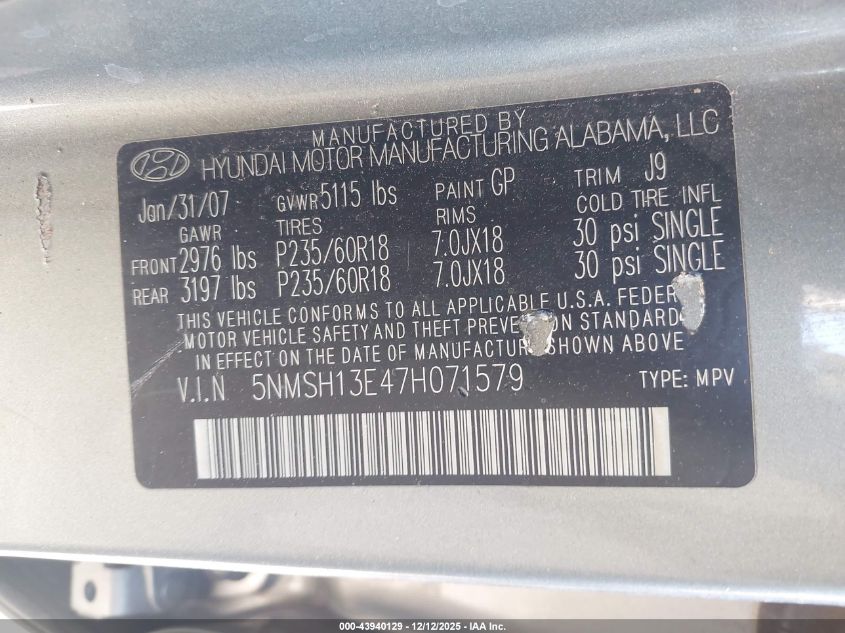 MANUFACTURED BY
HYUNDAI MOTOR MANUFACTURING ALABAMA, LLC
Jan/31/07 GVWR 5115 lbs PAINT GP TRIM J9
GAWR TIRES RIMS COLD TIRE INFL
FRONT 2976 lbs P235/60R18 7.0JX18 30 psi SINGLE
REAR 3197 lbs P235/60R18 7.0JX18 30 psi SINGLE
THIS VEHICLE CONFORMS TO ALL APPLICABLE U.S.A. FEDER
MOTOR VEHICLE SAFETY AND THEFT PREVE ON STANDARD
IN EFFECT ON THE DATE OF MANUFACTUR SHOWN ABOVE
V.I.N 5NMSH13E47H071579 TYPE: MPV
000-43940129 - 12/12/2025 - IAA Inc.